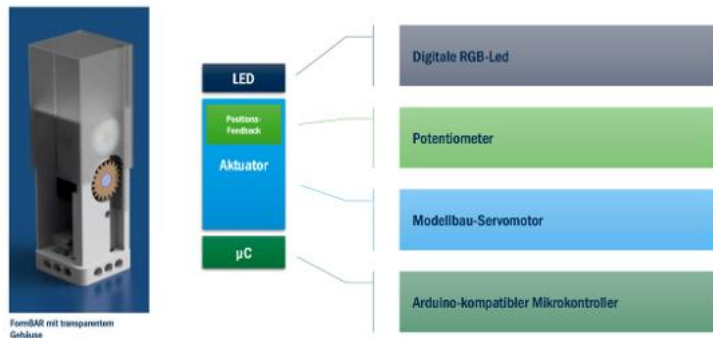 LED
Positions-
Feedback
Aktuator
µC
Digitale RGB-Led
Potentiometer
Modellbau-Servomotor
Arduino-kompatibler Mikrokontroller
FormBAR mit transparentem
Gehäuse